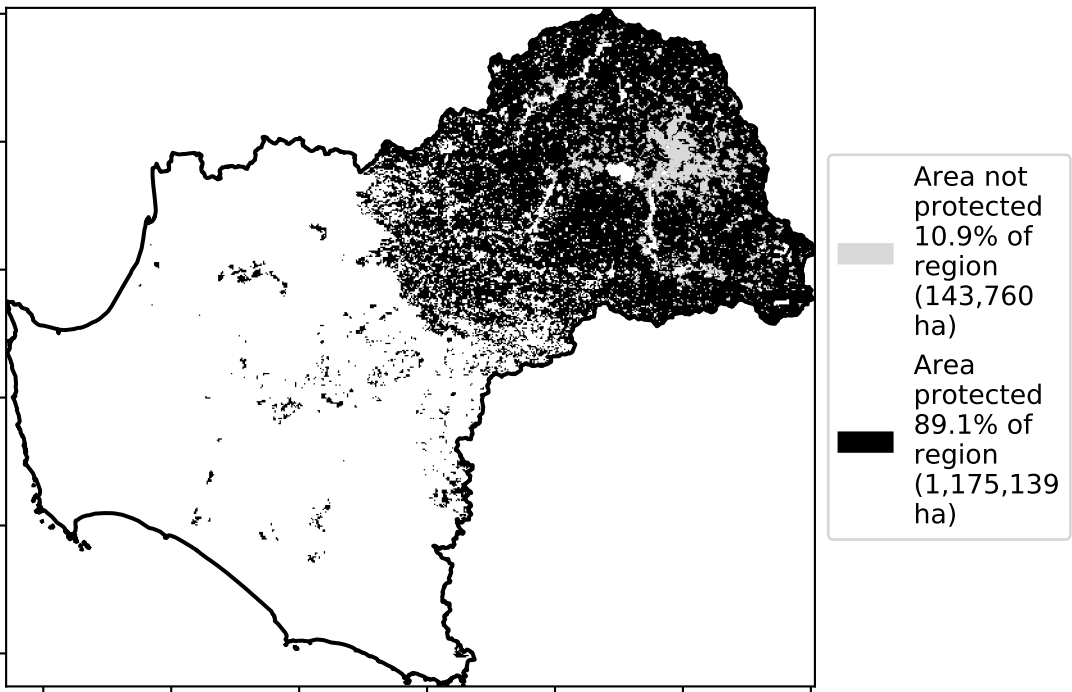 Area not
protected
10.9% of
region
(143,760
ha)
Area
protected
89.1% of
region
(1,175,139
ha)